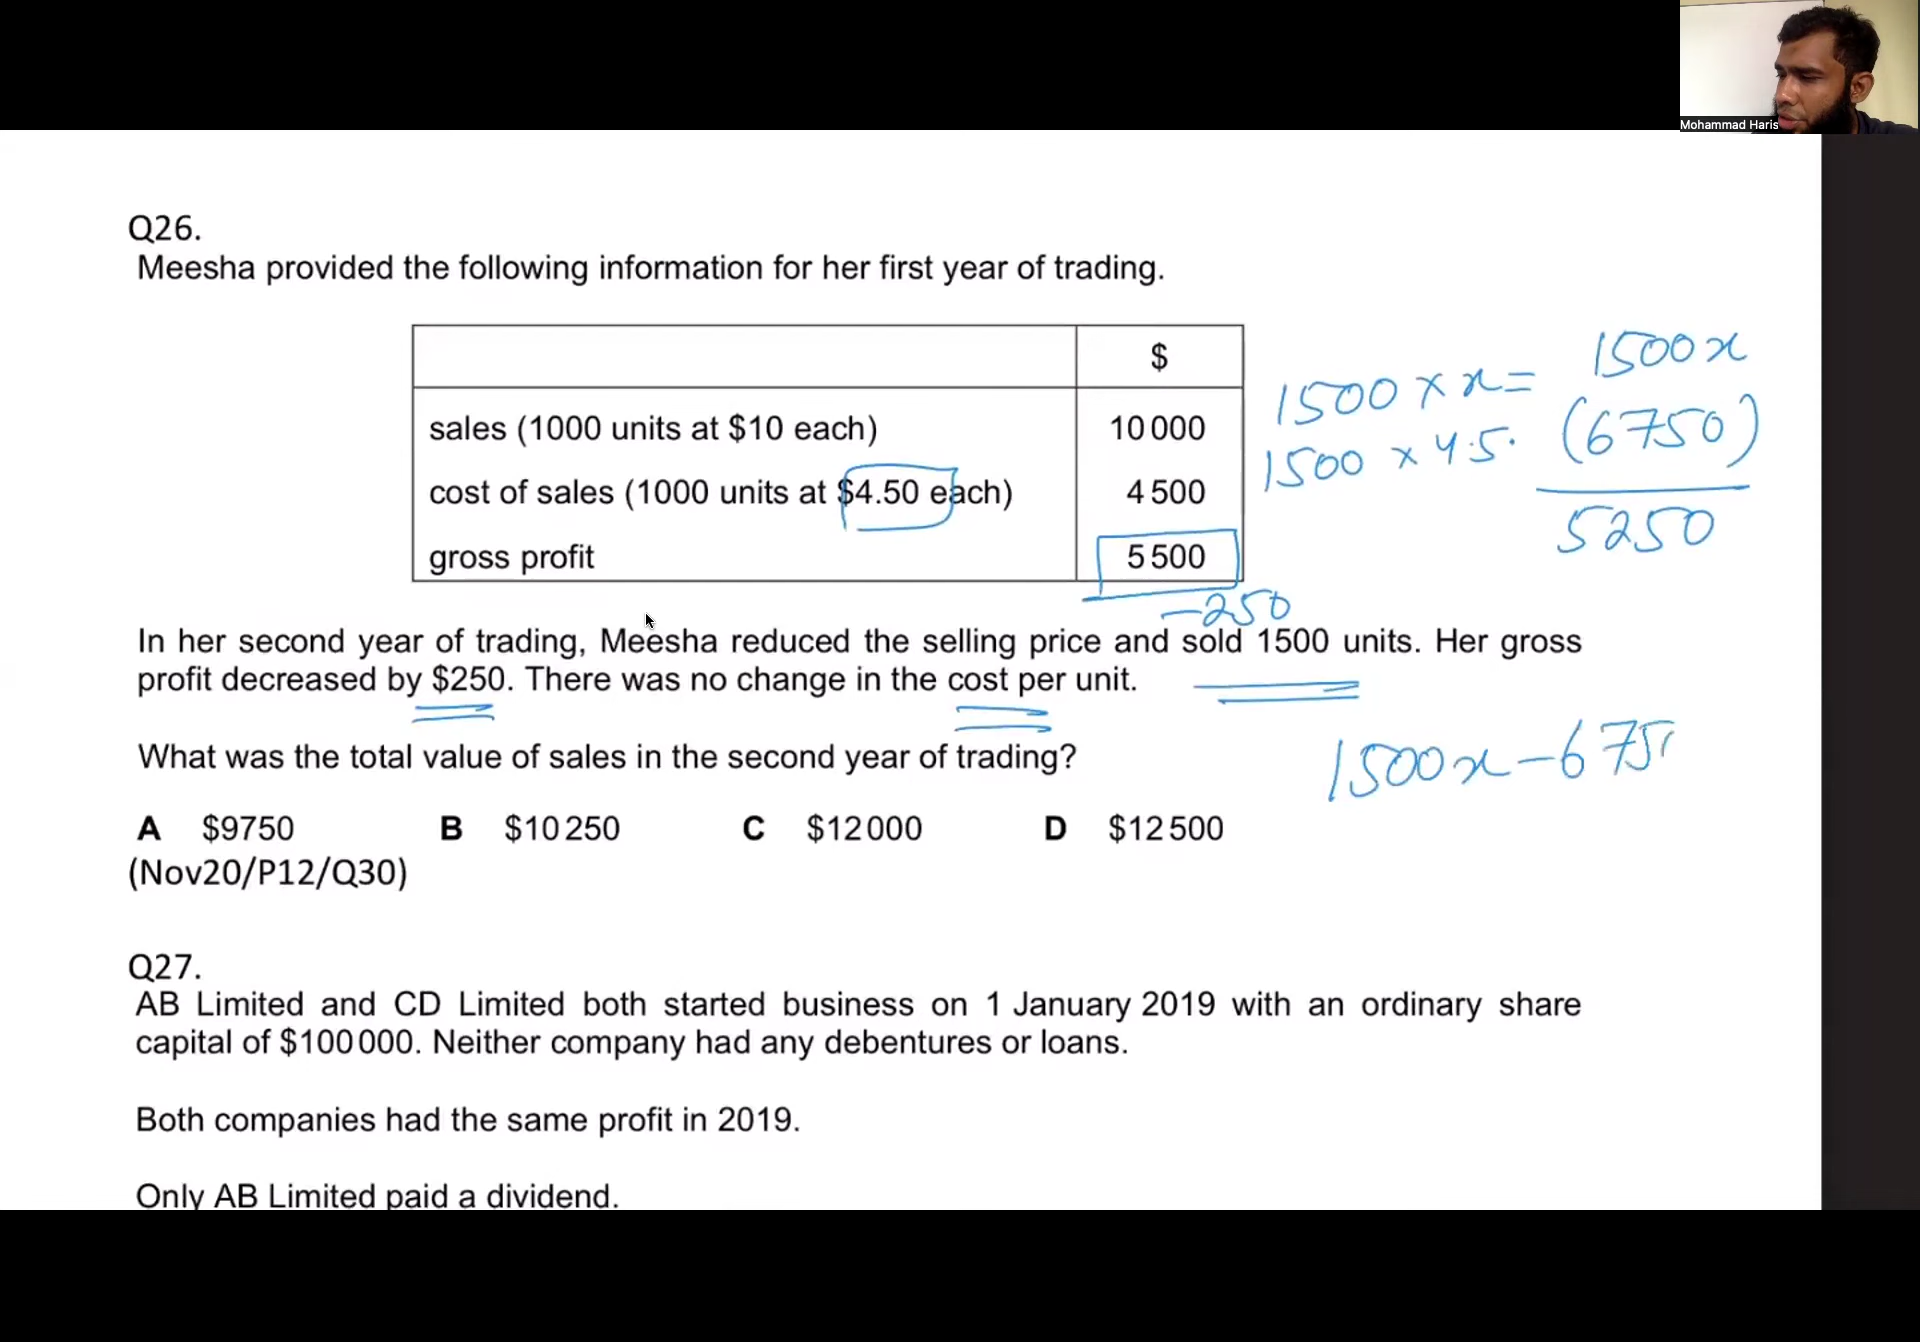 Mohammad Haris
Q26.
Meesha provided the following information for her first year of trading.
$
sales (1000 units at $10 each) 10 000
cost of sales (1000 units at $4.50 each) 4 500
gross profit 5 500
-250
1500 x x = 1500x
1500 x 4.5. (6750)
5250
In her second year of trading, Meesha reduced the selling price and sold 1500 units. Her gross
profit decreased by $250. There was no change in the cost per unit.
What was the total value of sales in the second year of trading?
1500x - 675
A $9750 B $10 250 C $12 000 D $12 500
(Nov20/P12/Q30)
Q27.
AB Limited and CD Limited both started business on 1 January 2019 with an ordinary share
capital of $100 000. Neither company had any debentures or loans.
Both companies had the same profit in 2019.
Only AB Limited paid a dividend.